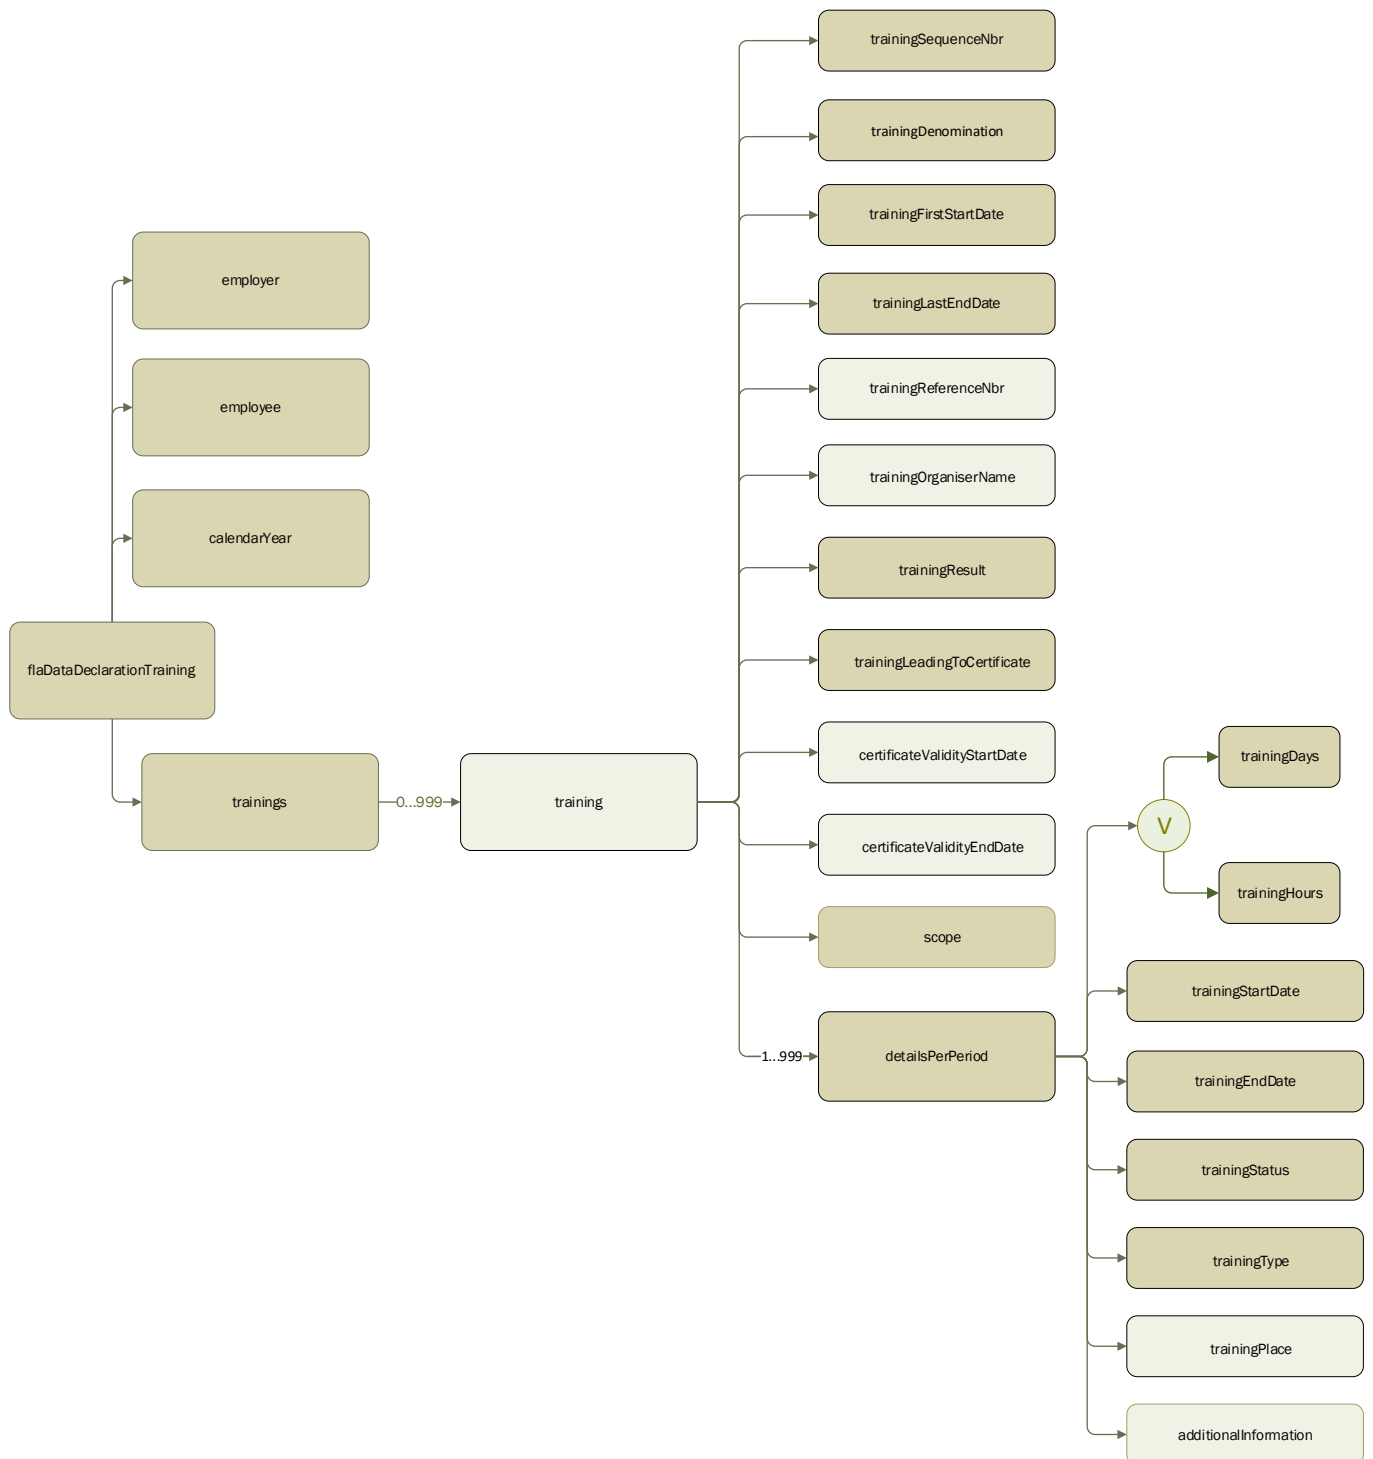 trainingSequenceNbr
trainingDenomination
trainingFirstStartDate
employer
trainingLastEndDate
trainingReferenceNbr
employee
trainingOrganiserName
calendarYear
trainingResult
flaDataDeclarationTraining
trainingLeadingToCertificate
certificateValidityStartDate
trainingDays
trainings
0...999
training
V
certificateValidityEndDate
trainingHours
scope
trainingStartDate
1...999
detailsPerPeriod
trainingEndDate
trainingStatus
trainingType
trainingPlace
additionalInformation